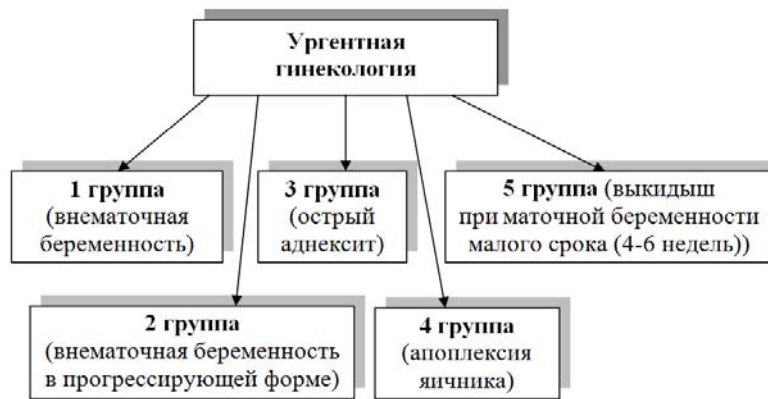 Ургентная
гинекология
1 группа
(внематочная
беременность)
3 группа
(острый
аднексит)
5 группа (выкидыш
при маточной беременности
малого срока (4-6 недель))
2 группа
(внематочная беременность
в прогрессирующей форме)
4 группа
(апоплексия
яичника)